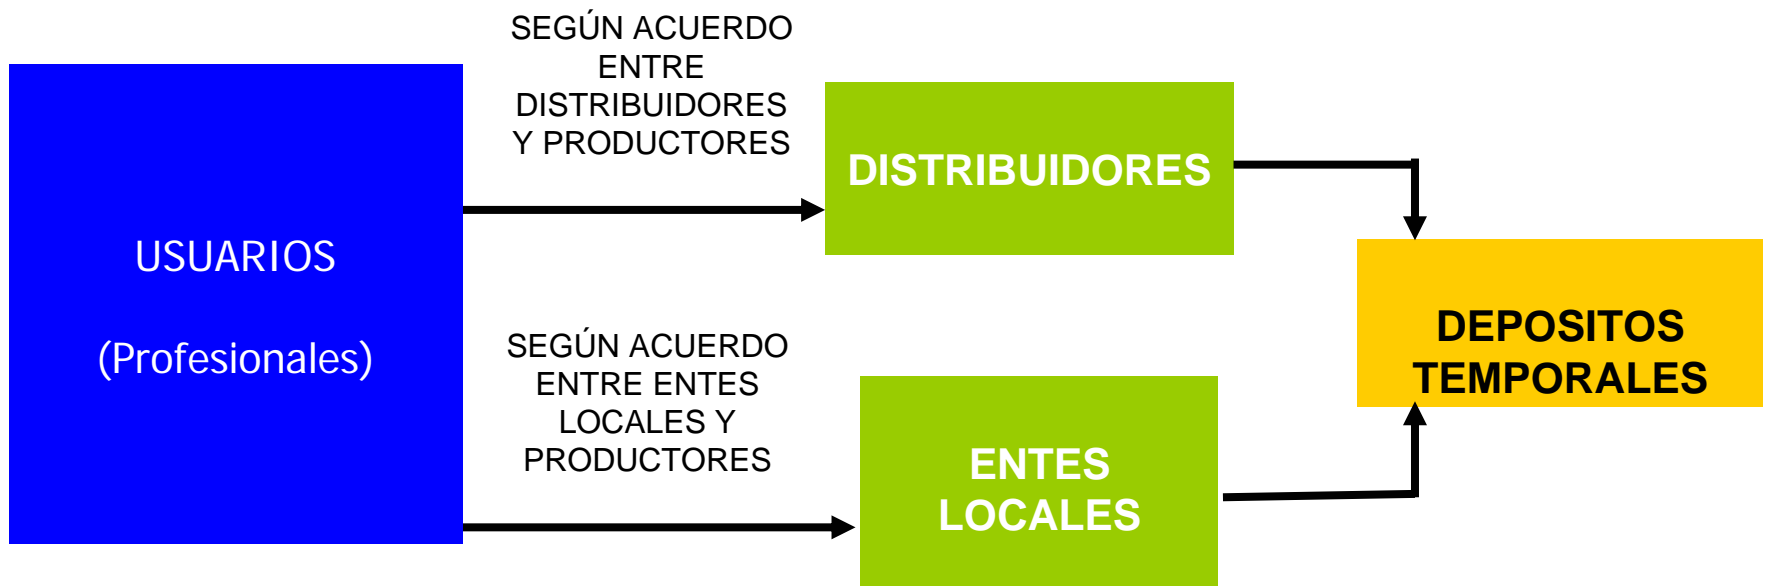 SEGÚN ACUERDO
ENTRE
DISTRIBUIDORES
Y PRODUCTORES
DISTRIBUIDORES
USUARIOS
(Profesionales)
SEGÚN ACUERDO
ENTRE ENTES
LOCALES Y
PRODUCTORES
ENTES
LOCALES
DEPOSITOS
TEMPORALES